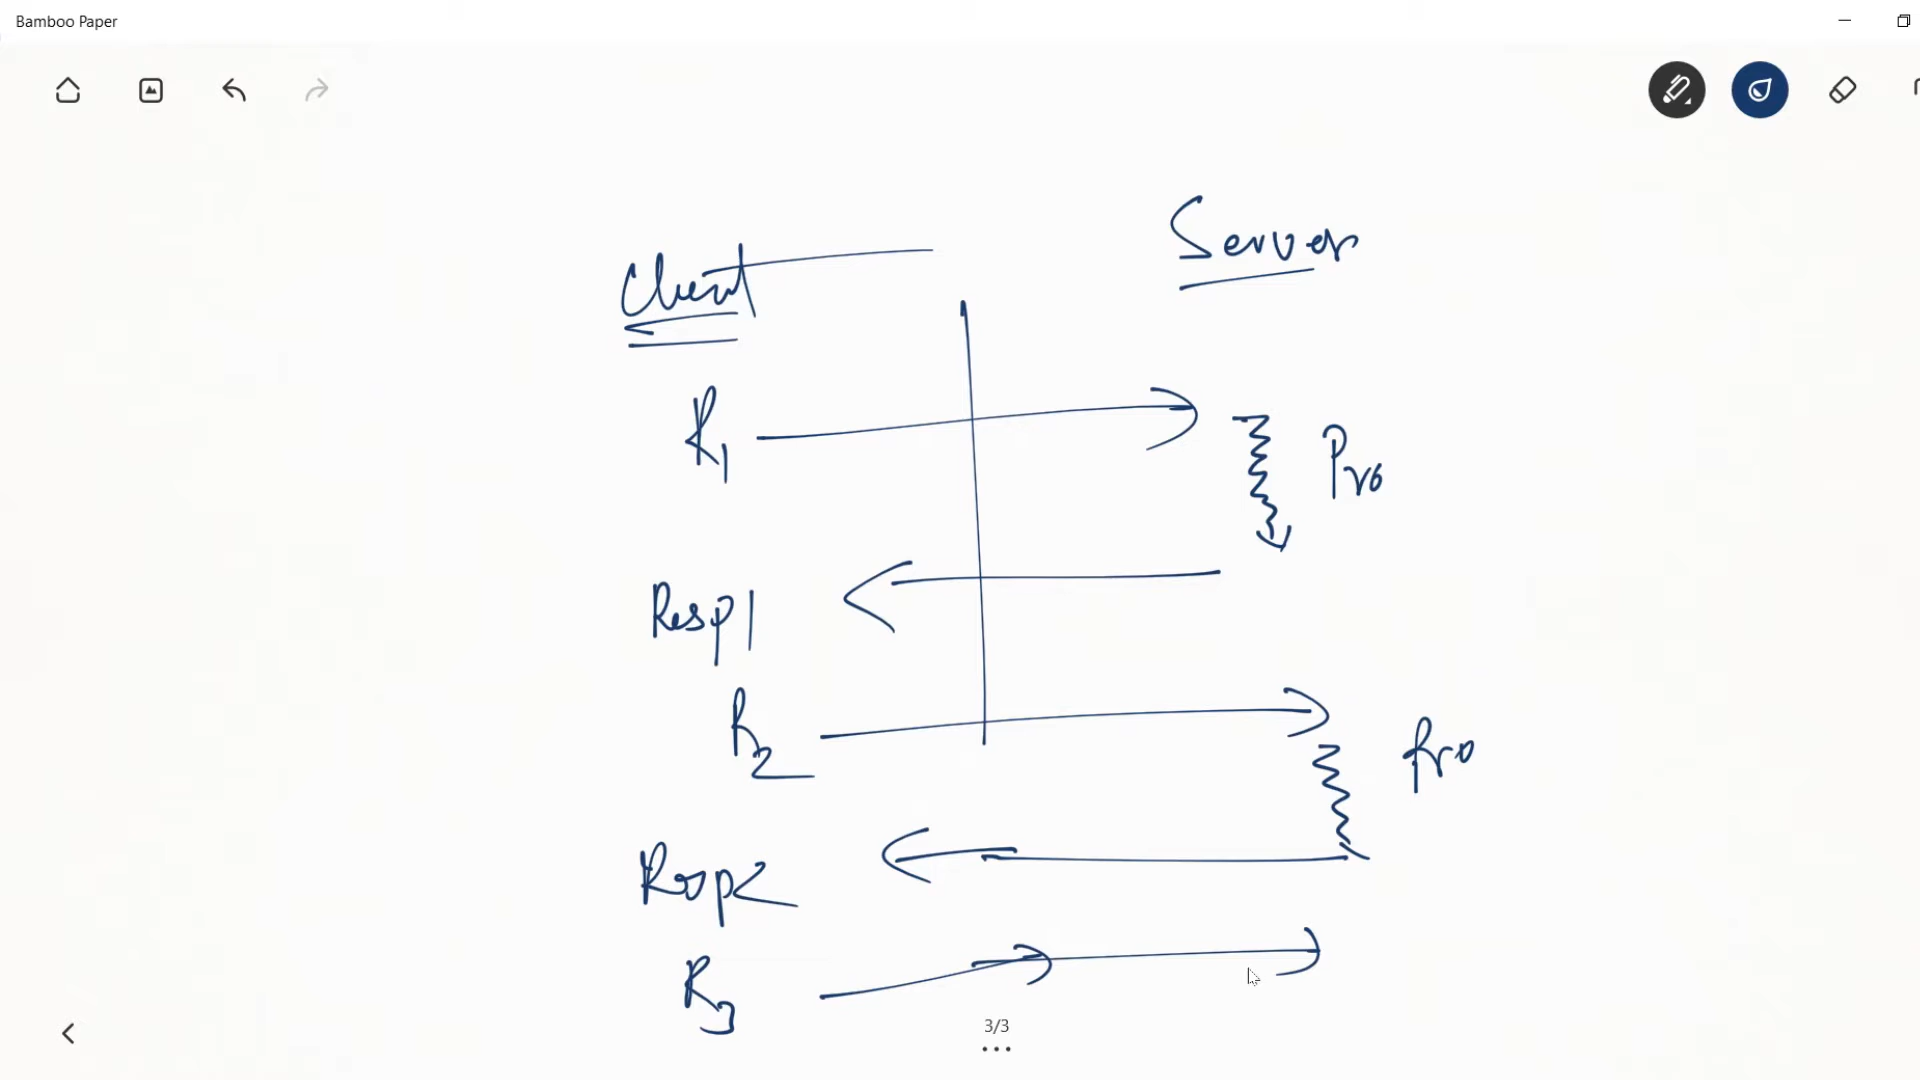 Bamboo Paper
Server
Client
R1
Pro
Resp1
R2
Pro
Resp2
R3
3/3